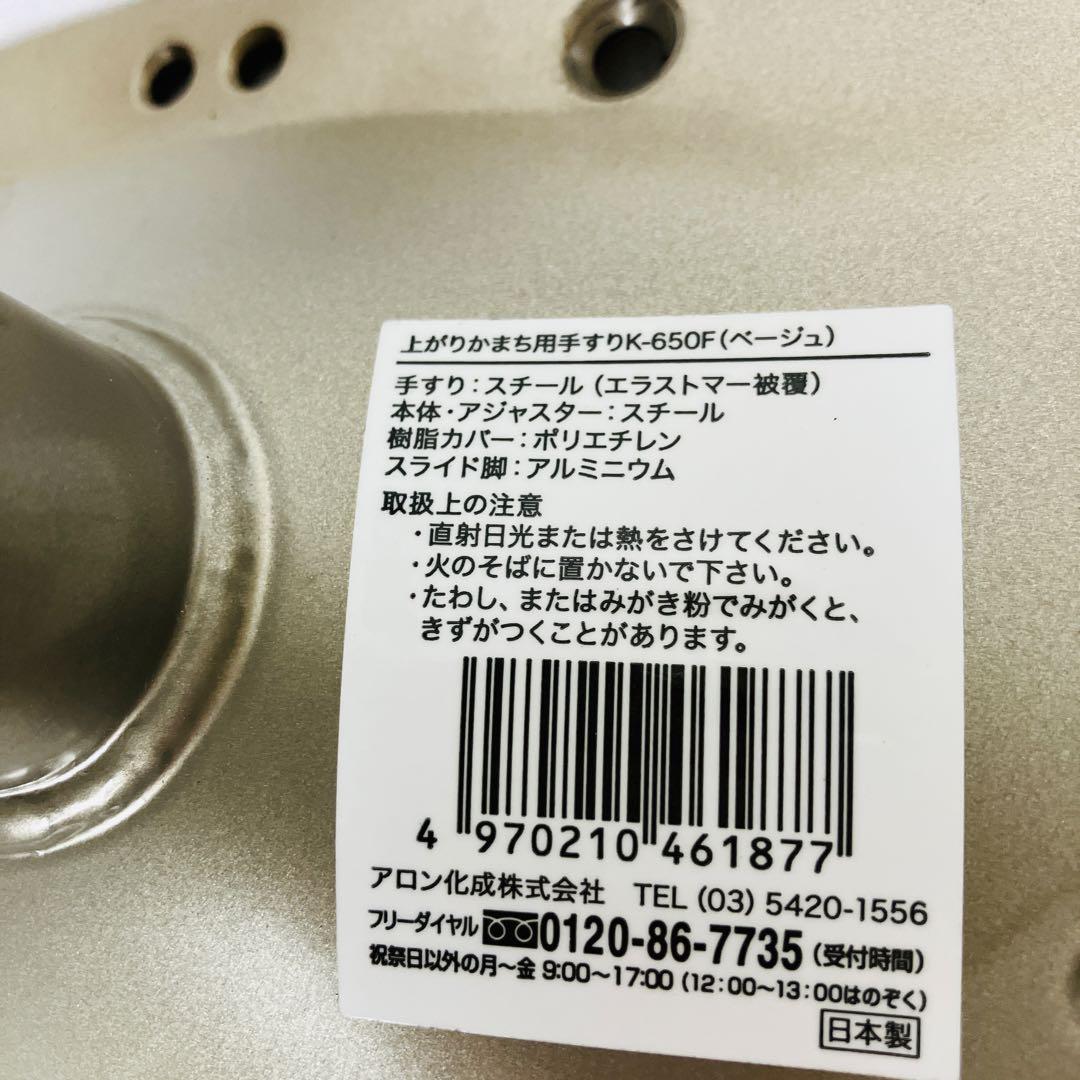 上がりかまち用手すりK-650F(ベージュ)
手すり:スチール(エラストマー被覆)
本体・アジャスター:スチール
樹脂カバー:ポリエチレン
スライド脚:アルミニウム
取扱上の注意
・直射日光または熱をさけてください。
・火のそばに置かないで下さい。
・たわし、またはみがき粉でみがくと、
きずがつくことがあります。
4 970210 461877
アロン化成株式会社 TEL (03) 5420-1556
フリーダイヤル 0120-86-7735 (受付時間)
祝祭日以外の月〜金 9:00〜17:00 (12:00〜13:00はのぞく)
日本製